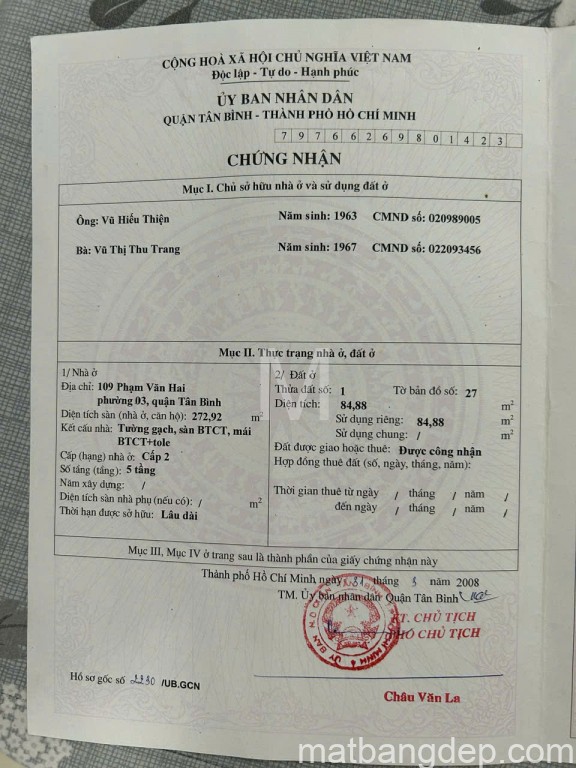 CỘNG HOÀ XÃ HỘI CHỦ NGHĨA VIỆT NAM
Độc lập - Tự do - Hạnh phúc
ỦY BAN NHÂN DÂN
QUẬN TÂN BÌNH - THÀNH PHỐ HỒ CHÍ MINH
7 9 7 6 6 2 6 9 8 0 1 4 2 3
CHỨNG NHẬN
Mục I. Chủ sở hữu nhà ở và sử dụng đất ở
Ông: Vũ Hiếu Thiện Năm sinh: 1963 CMND số: 020989005
Bà: Vũ Thị Thu Trang Năm sinh: 1967 CMND số: 022093456
Mục II. Thực trạng nhà ở, đất ở
1/ Nhà ở
Địa chỉ: 109 Phạm Văn Hai
phường 03, quận Tân Bình
Diện tích sàn (nhà ở, căn hộ): 272,92 m²
Kết cấu nhà: Tường gạch, sàn BTCT, mái
BTCT+tole
Cấp (hạng) nhà ở: Cấp 2
Số tầng (tầng): 5 tầng
Năm xây dựng: /
Diện tích sàn nhà phụ (nếu có): / m²
Thời hạn được sở hữu: Lâu dài
2/ Đất ở
Thửa đất số: 1 Tờ bản đồ số: 27
Diện tích: 84,88 m²
Sử dụng riêng: 84,88 m²
Sử dụng chung: / m²
Đất được giao hoặc thuê: Được công nhận
Hợp đồng thuê đất (số, ngày, tháng, năm):
Thời gian thuê từ ngày / tháng / năm /
đến ngày / tháng / năm /
M
Mục III, Mục IV ở trang sau là thành phần của giấy chứng nhận này
Thành phố Hồ Chí Minh ngày 31 tháng 3 năm 2008
TM. Ủy ban nhân dân Quận Tân Bình
KT. CHỦ TỊCH
PHÓ CHỦ TỊCH
Hồ sơ gốc số 2230 /UB.GCN
Châu Văn La
matbangdep.com